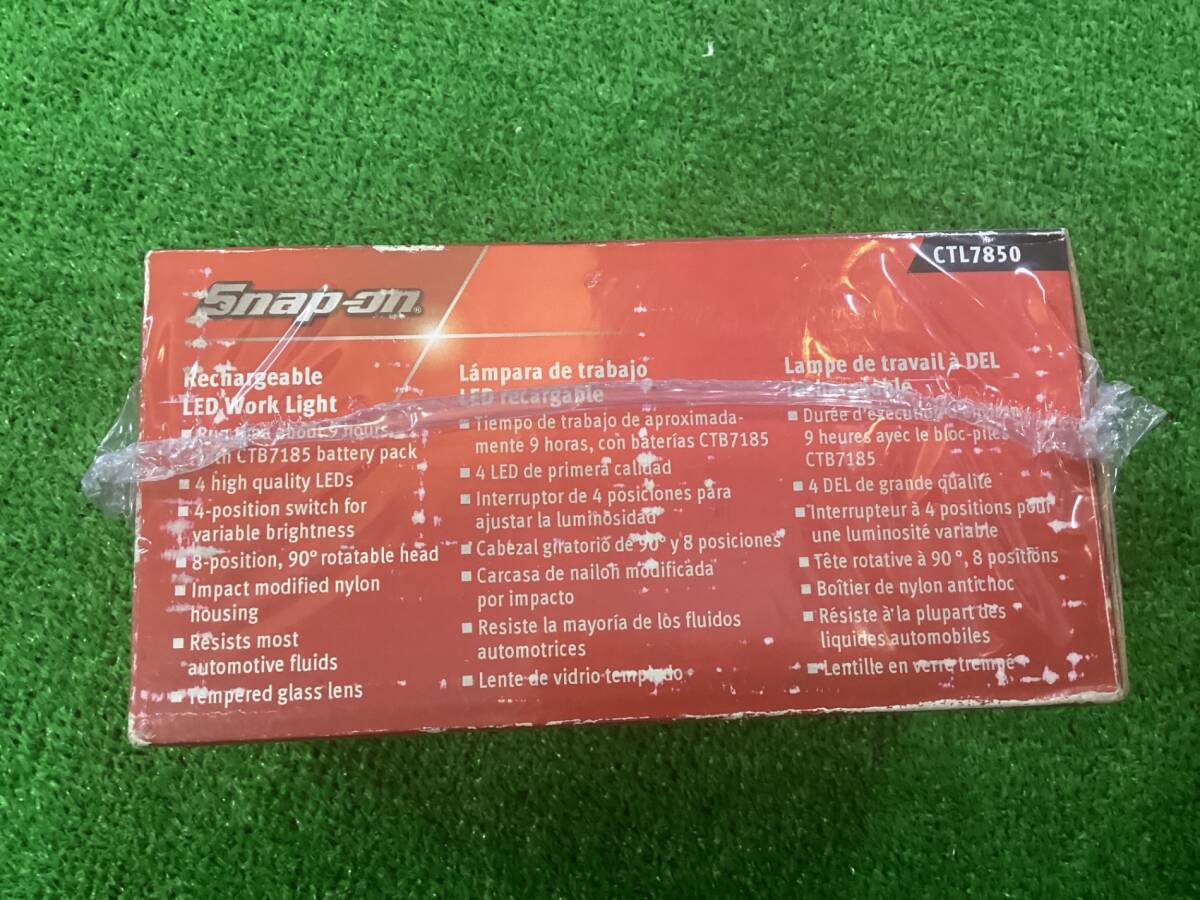 CTL7850
Snap-on®
Rechargeable
LED Work Light
about 9 hours
CTB7185 battery pack
■ 4 high quality LEDs
■ 4-position switch for
variable brightness
■ 8-position, 90° rotatable head
■ Impact modified nylon
housing
■ Resists most
automotive fluids
■ Tempered glass lens
Lámpara de trabajo
LED recargable
■ Tiempo de trabajo de aproximada-
mente 9 horas, con baterías CTB7185
■ 4 LED de primera calidad
■ Interruptor de 4 posiciones para
ajustar la luminosidad
■ Cabezal giratorio de 90° y 8 posiciones
■ Carcasa de nailon modificada
por impacto
■ Resiste la mayoría de los fluidos
automotrices
■ Lente de vidrio templado
Lampe de travail à DEL
rechargeable
■ Durée d'exécution
9 heures avec le bloc-piles
CTB7185
■ 4 DEL de grande qualité
■ Interrupteur à 4 positions pour
une luminosité variable
■ Tête rotative à 90°, 8 positions
■ Boîtier de nylon antichoc
■ Résiste à la plupart des
liquides automobiles
■ Lentille en verre trempé